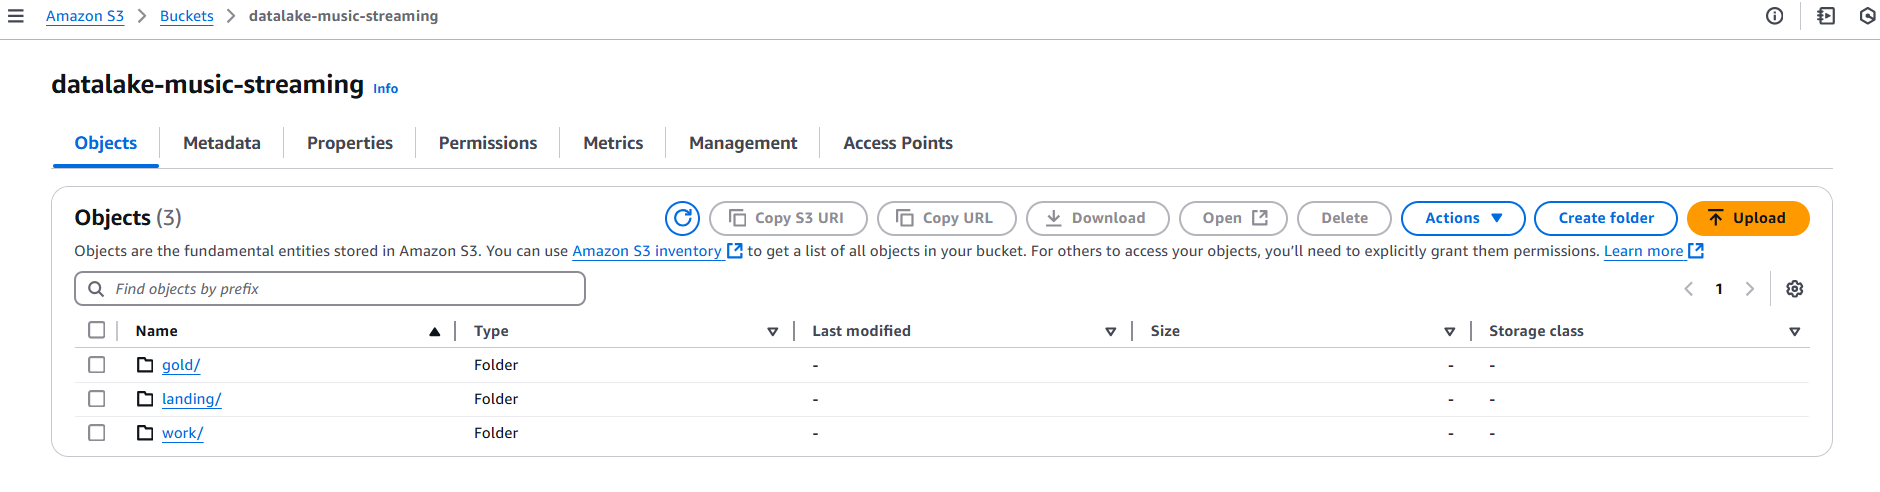 Amazon S3 > Buckets > datalake-music-streaming
datalake-music-streaming Info
Objects Metadata Properties Permissions Metrics Management Access Points
Objects (3) Copy S3 URI Copy URL Download Open Delete Actions Create folder Upload
Objects are the fundamental entities stored in Amazon S3. You can use Amazon S3 inventory to get a list of all objects in your bucket. For others to access your objects, you'll need to explicitly grant them permissions. Learn more
Find objects by prefix 1
Name Type Last modified Size Storage class
gold/ Folder - - -
landing/ Folder - - -
work/ Folder - - -